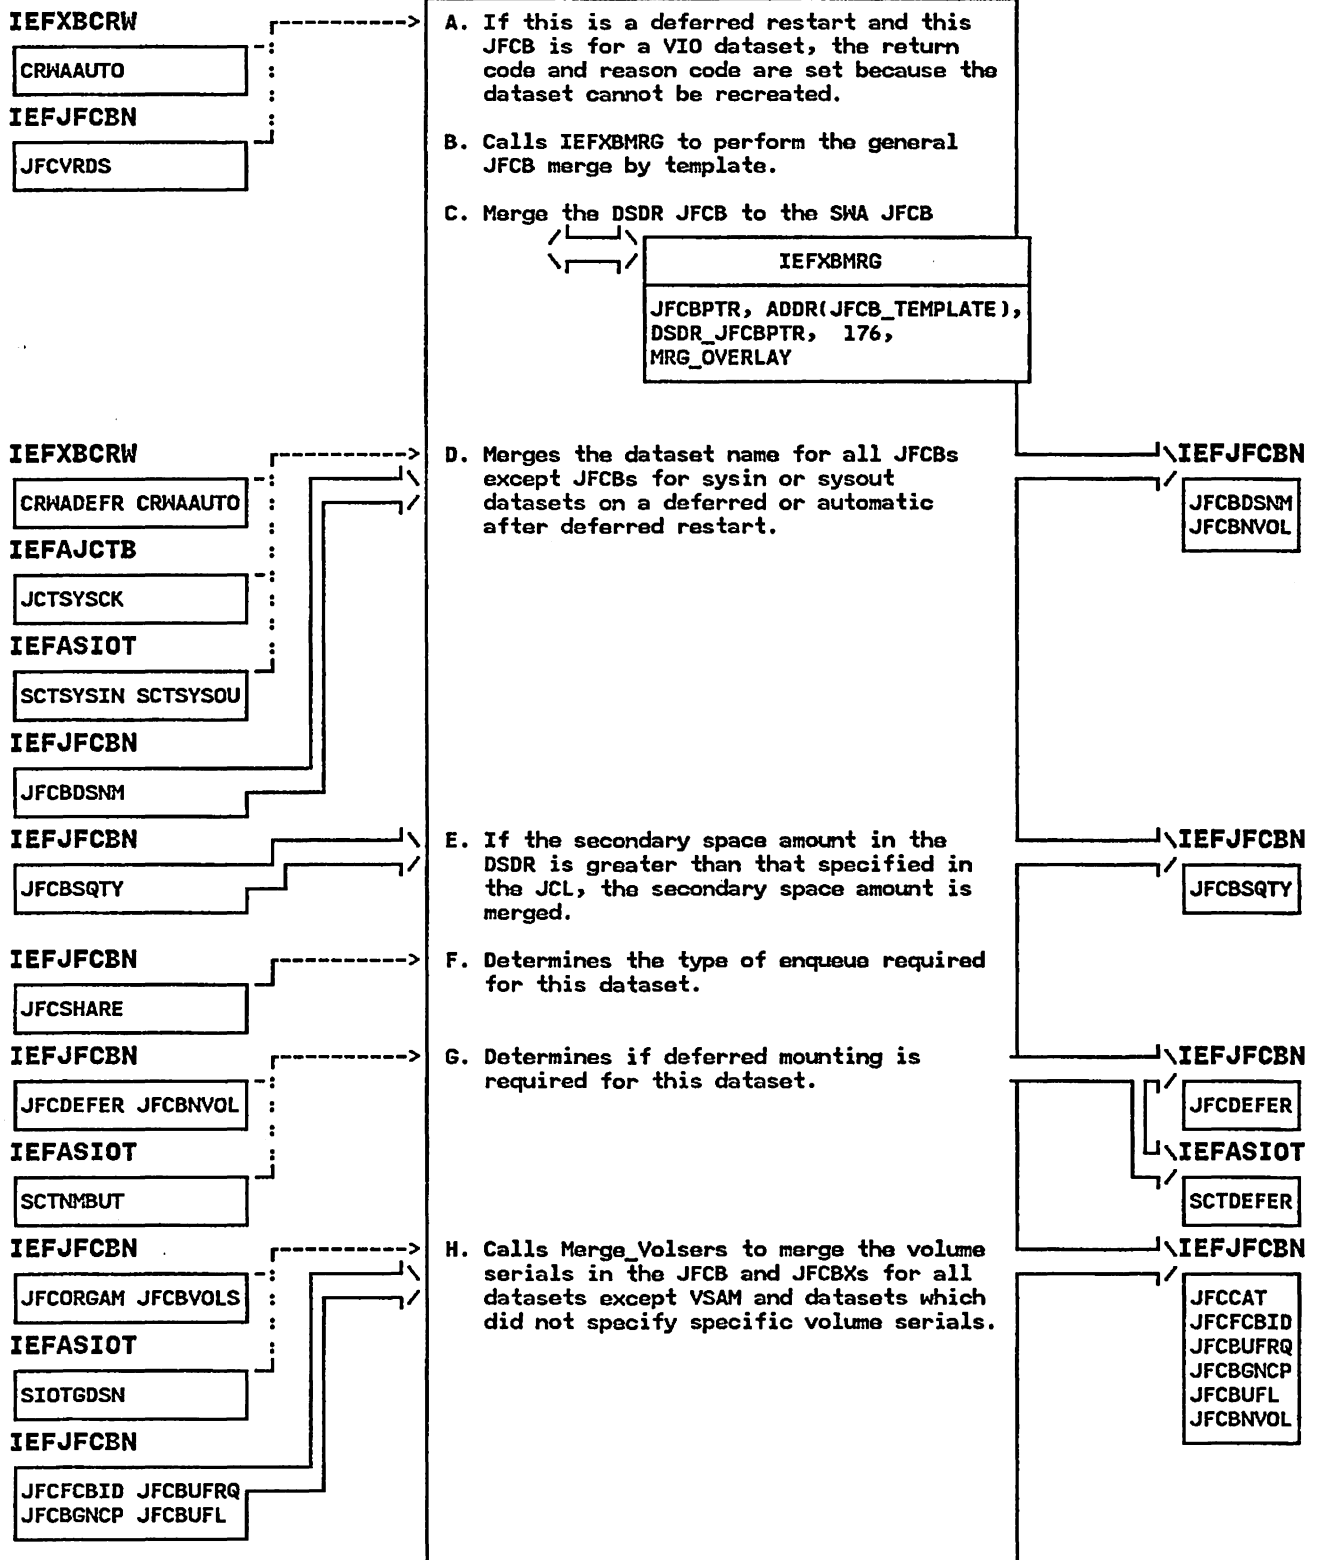 IEFXBCRW
CRWAAUTO
IEFJFCBN
JFCVRDS
A. If this is a deferred restart and this
JFCB is for a VIO dataset, the return
code and reason code are set because the
dataset cannot be recreated.
B. Calls IEFXBMRG to perform the general
JFCB merge by template.
C. Merge the DSDR JFCB to the SWA JFCB
IEFXBMRG
JFCBPTR, ADDR(JFCB_TEMPLATE),
DSDR_JFCBPTR, 176,
MRG_OVERLAY
IEFXBCRW
CRWADEFR CRWAAUTO
IEFAJCTB
JCTSYSCK
IEFASIOT
SCTSYSIN SCTSYSOU
IEFJFCBN
JFCBDSNM
D. Merges the dataset name for all JFCBs
except JFCBs for sysin or sysout
datasets on a deferred or automatic
after deferred restart.
IEFJFCBN
JFCBDSNM
JFCBNVOL
IEFJFCBN
JFCBSQTY
E. If the secondary space amount in the
DSDR is greater than that specified in
the JCL, the secondary space amount is
merged.
IEFJFCBN
JFCBSQTY
IEFJFCBN
JFCSHARE
F. Determines the type of enqueue required
for this dataset.
IEFJFCBN
JFCDEFER JFCBNVOL
IEFASIOT
SCTNMBUT
G. Determines if deferred mounting is
required for this dataset.
IEFJFCBN
JFCDEFER
IEFASIOT
SCTDEFER
IEFJFCBN
JFCORGAM JFCBVOLS
IEFASIOT
SIOTGDSN
IEFJFCBN
JFCFCBID JFCBUFRQ
JFCBGNCP JFCBUFL
H. Calls Merge_Volsers to merge the volume
serials in the JFCB and JFCBXs for all
datasets except VSAM and datasets which
did not specify specific volume serials.
IEFJFCBN
JFCCAT
JFCFCBID
JFCBUFRQ
JFCBGNCP
JFCBUFL
JFCBNVOL